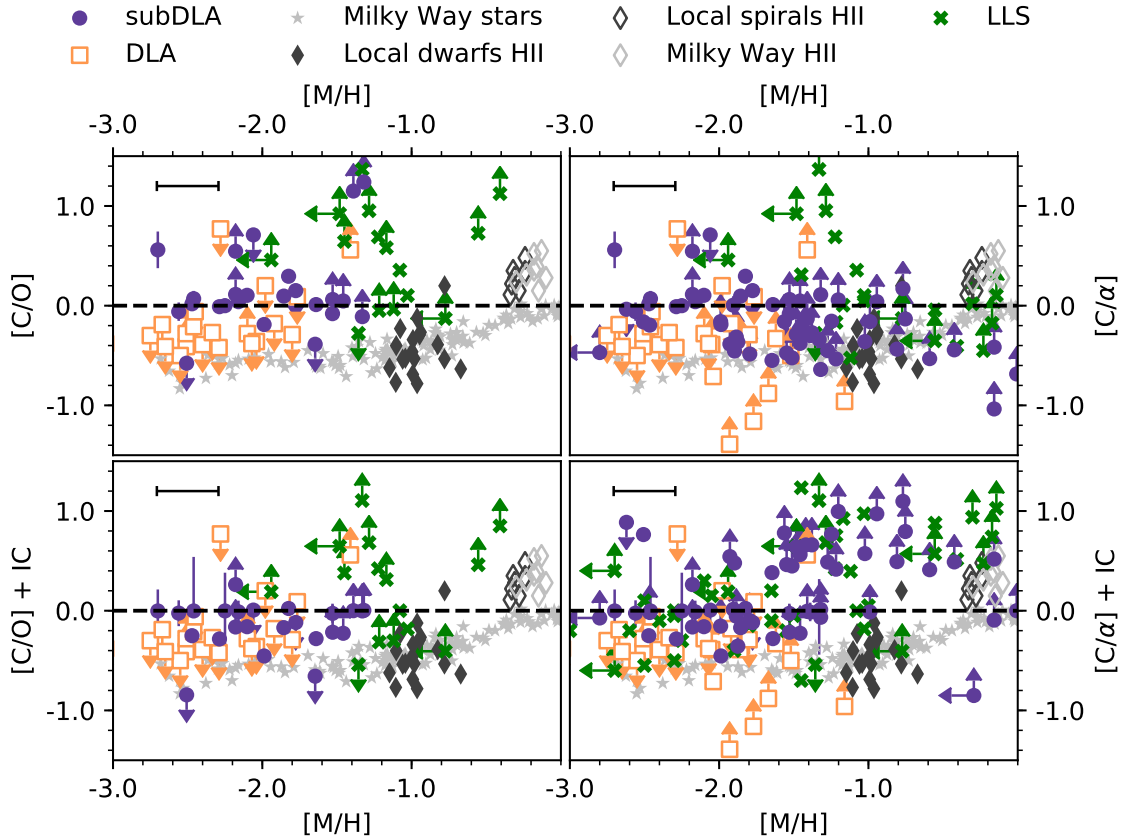 subDLA Milky Way stars Local spirals HII LLS
DLA Local dwarfs HII Milky Way HII
[M/H] [M/H]
-3.0 -2.0 -1.0 -3.0 -2.0 -1.0
1.0 1.0
0.0 0.0
-1.0 -1.0
[C/O] [C/α]
1.0 1.0
0.0 0.0
-1.0 -1.0
[C/O] + IC [C/α] + IC
-3.0 -2.0 -1.0 -3.0 -2.0 -1.0
[M/H] [M/H]